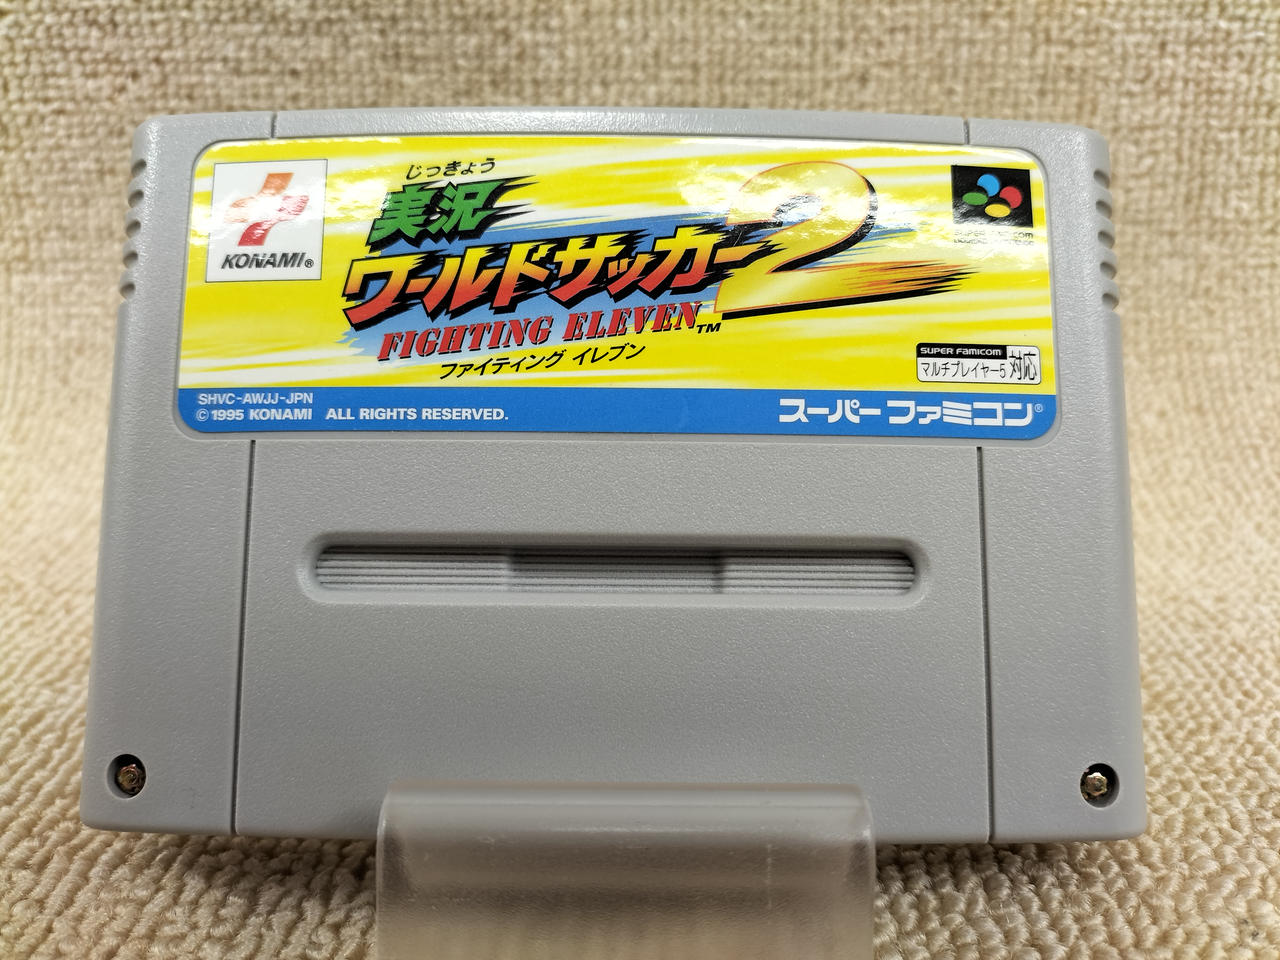 KONAMI®
じっきょう
実況
ワールドサッカー2
FIGHTING ELEVEN™
ファイティング イレブン
SUPER FAMICOM
SUPER FAMICOM
マルチプレイヤー5 対応
SHVC-AWJJ-JPN
©1995 KONAMI ALL RIGHTS RESERVED.
スーパーファミコン®